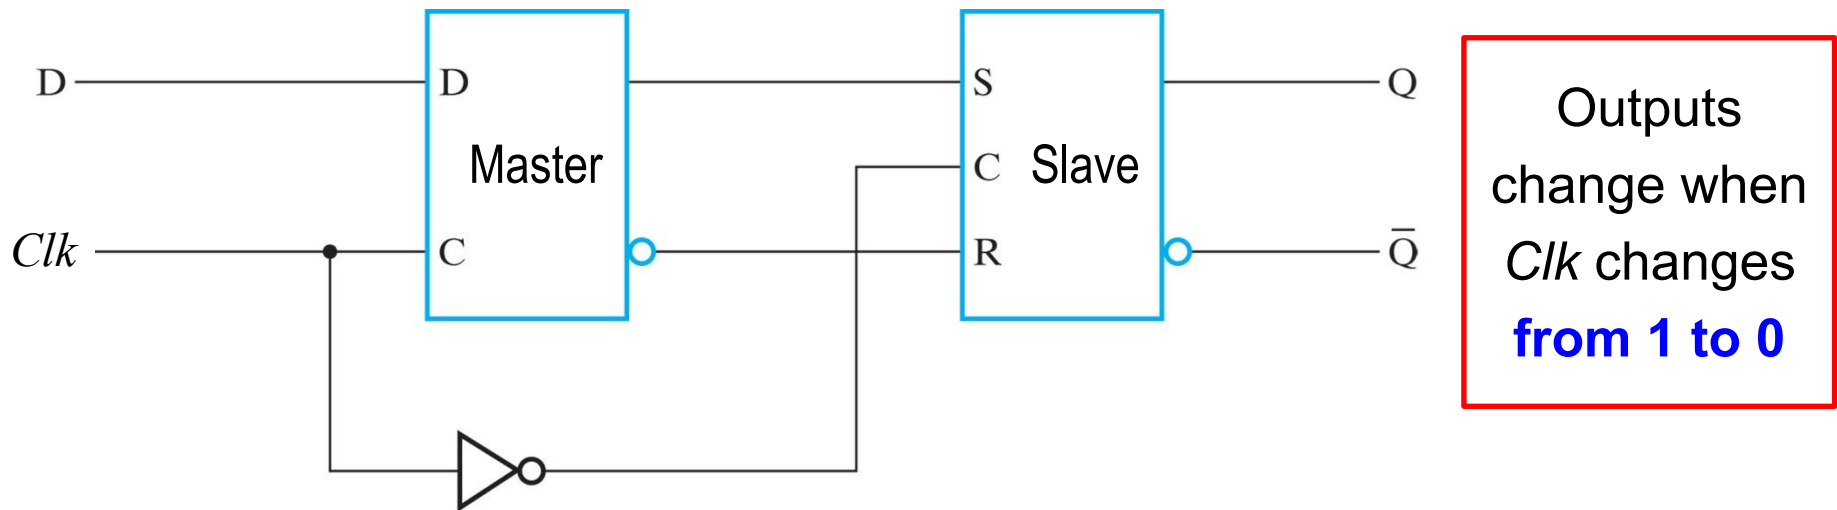 D
D
Master
S
Q
Clk
C
C
Slave
R
Q̅
Outputs
change when
Clk changes
from 1 to 0